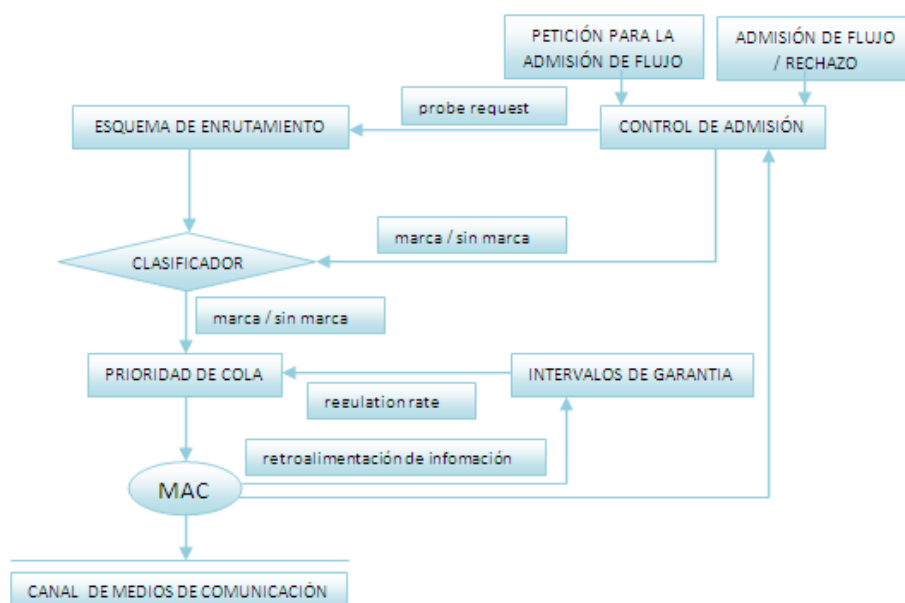 PETICIÓN PARA LA
ADMISIÓN DE FLUJO
ADMISIÓN DE FLUJO
/ RECHAZO
probe request
ESQUEMA DE ENRUTAMIENTO
CONTROL DE ADMISIÓN
marca / sin marca
CLASIFICADOR
marca / sin marca
PRIORIDAD DE COLA
INTERVALOS DE GARANTIA
regulation rate
retroalimentación de infomación
MAC
CANAL DE MEDIOS DE COMUNICACIÓN